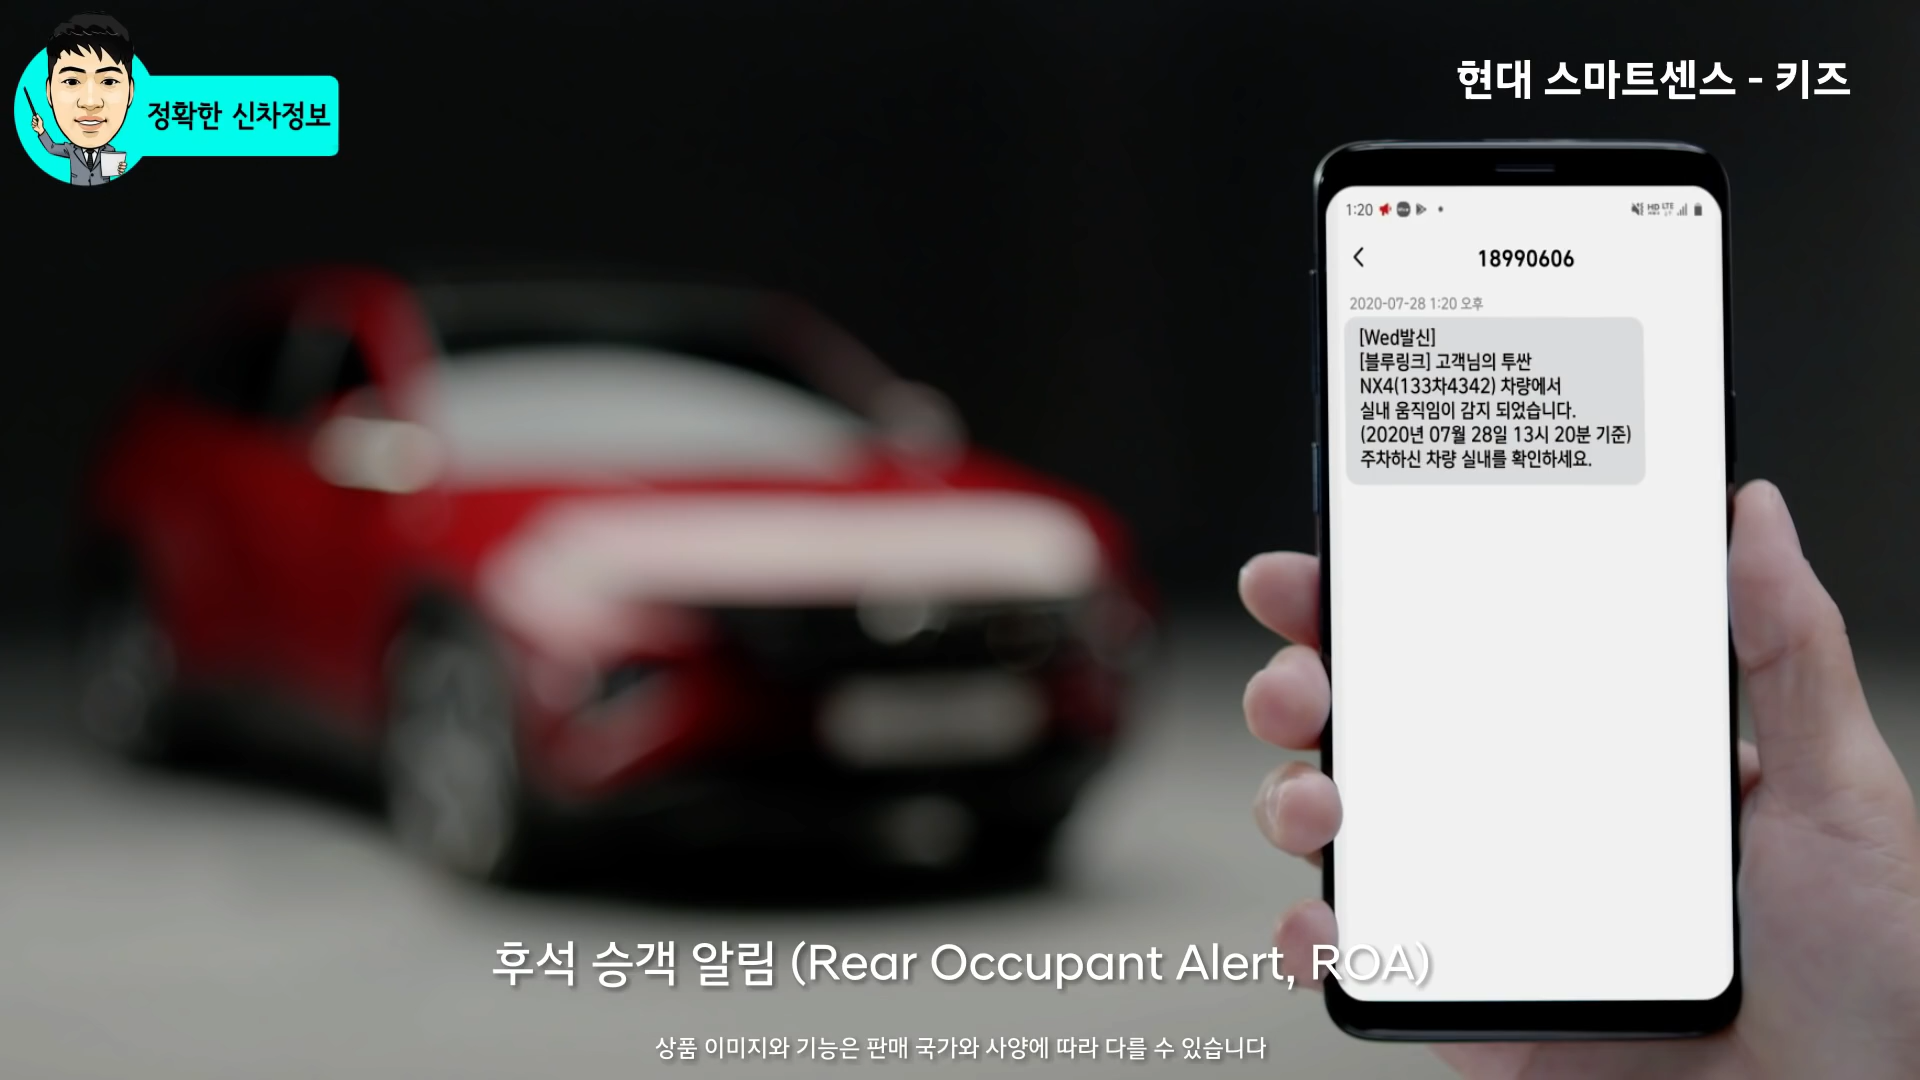 정확한 신차정보
현대 스마트센스 - 키즈
1:20
HD LTE
18990606
2020-07-28 1:20 오후
[Wed발신]
[블루링크] 고객님의 투싼
NX4(133차4342) 차량에서
실내 움직임이 감지 되었습니다.
(2020년 07월 28일 13시 20분 기준)
주차하신 차량 실내를 확인하세요.
후석 승객 알림 (Rear Occupant Alert, ROA)
상품 이미지와 기능은 판매 국가와 사양에 따라 다를 수 있습니다